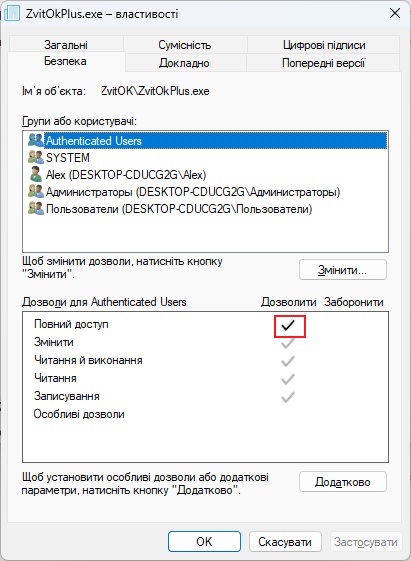 ZvitOkPlus.exe – властивості
Загальні Сумісність Цифрові підписи
Безпека Докладно Попередні версії
Ім'я об'єкта: ZvitOK\ZvitOkPlus.exe
Групи або користувачі:
Authenticated Users
SYSTEM
Alex (DESKTOP-CDUCG2G\Alex)
Администраторы (DESKTOP-CDUCG2G\Администраторы)
Пользователи (DESKTOP-CDUCG2G\Пользователи)
Щоб змінити дозволи, натисніть кнопку
"Змінити".
Змінити...
Дозволи для Authenticated Users Дозволити Заборонити
Повний доступ
Змінити
Читання й виконання
Читання
Записування
Особливі дозволи
Щоб установити особливі дозволи або додаткові
параметри, натисніть кнопку "Додатково".
Додатково
OK Скасувати Застосувати